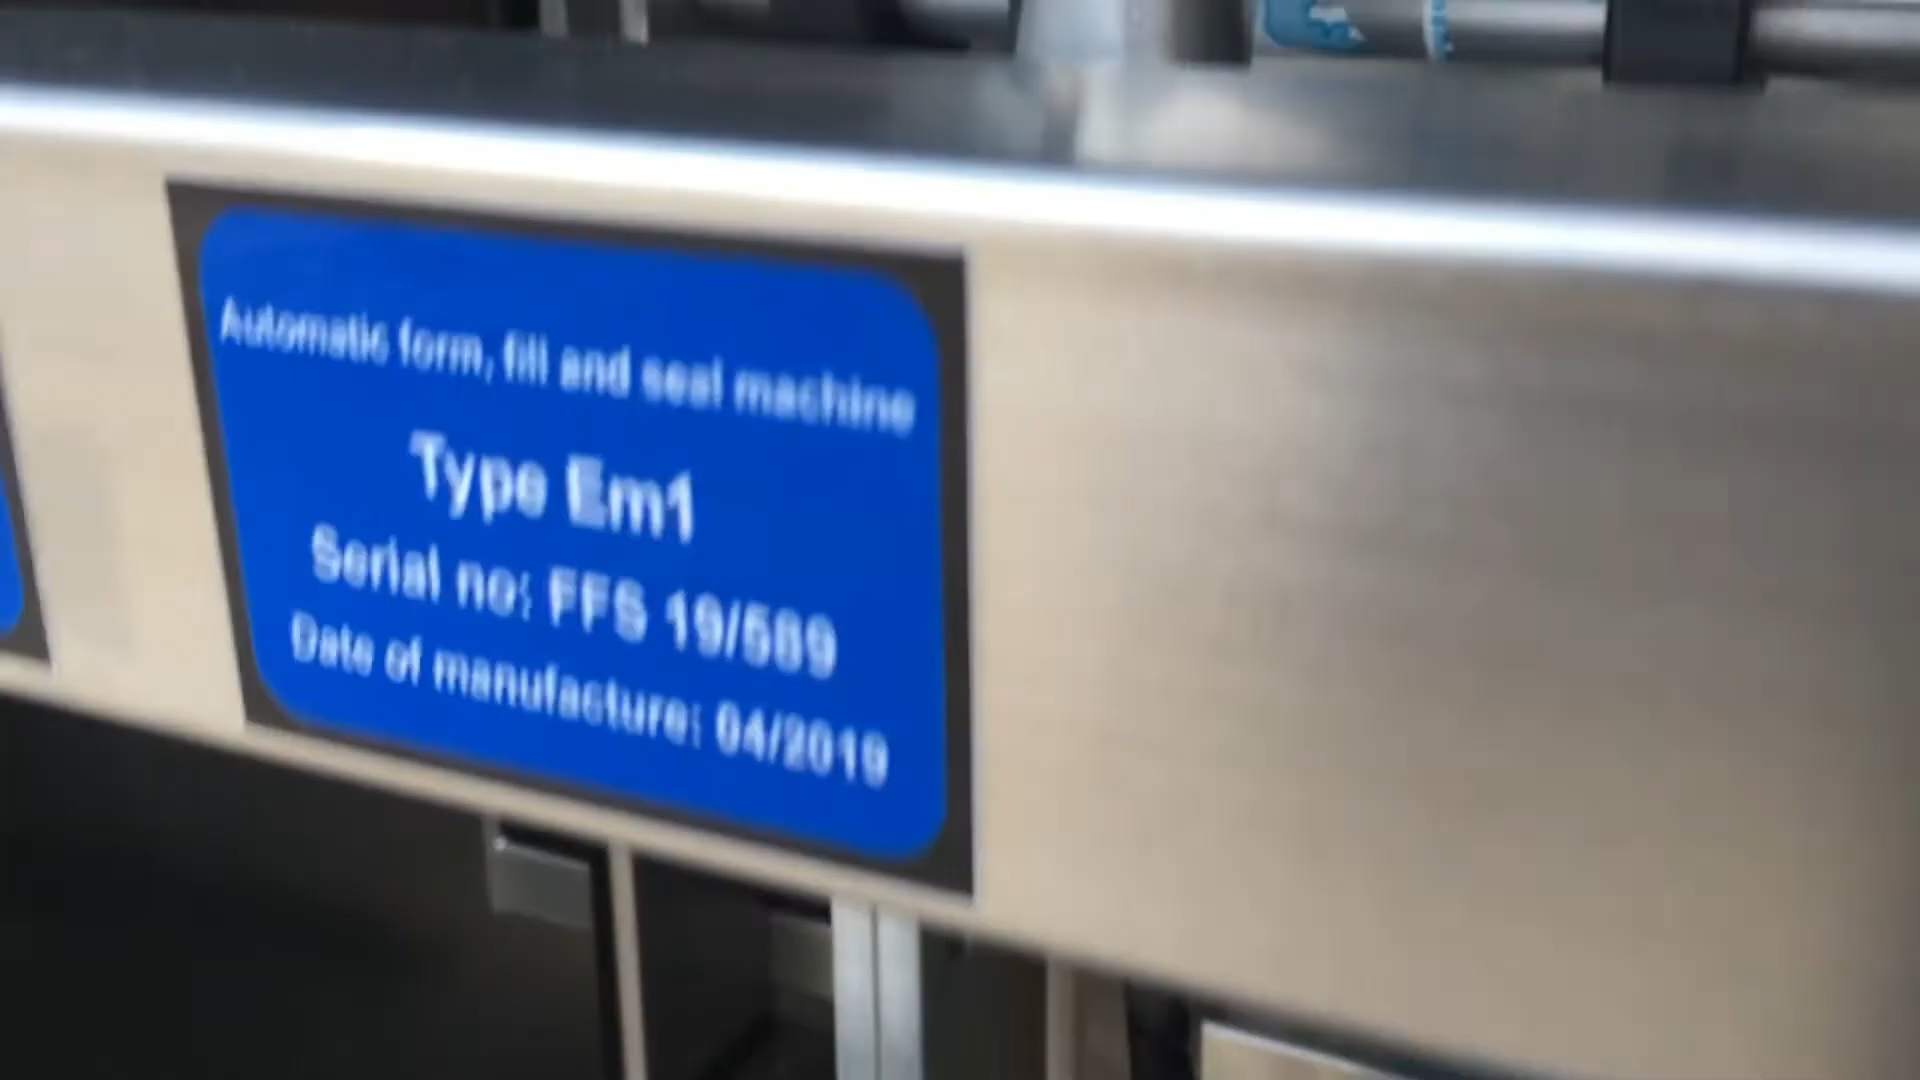 Automatic form, fill and seal machine
Type Em1
Serial no: FFS 19/589
Date of manufacture: 04/2019